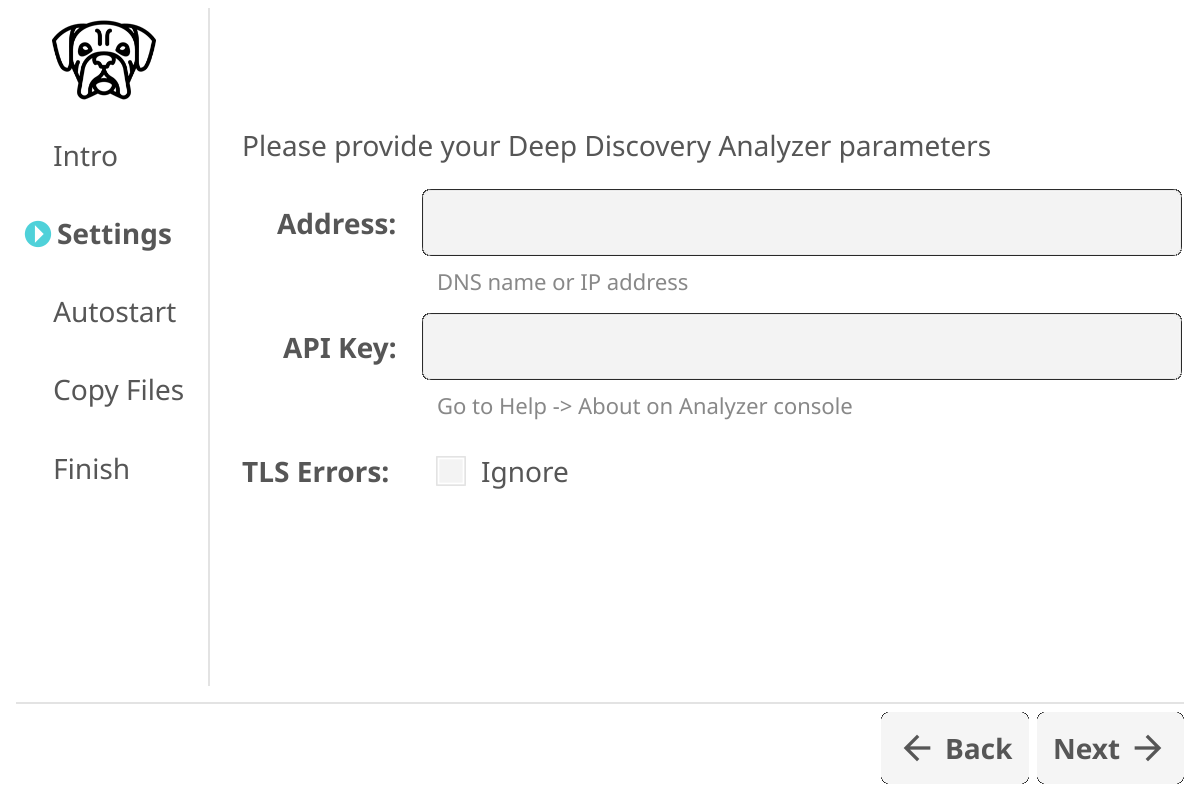 Intro
Settings
Autostart
Copy Files
Finish
Please provide your Deep Discovery Analyzer parameters
Address:
DNS name or IP address
API Key:
Go to Help -> About on Analyzer console
TLS Errors: Ignore
Back Next